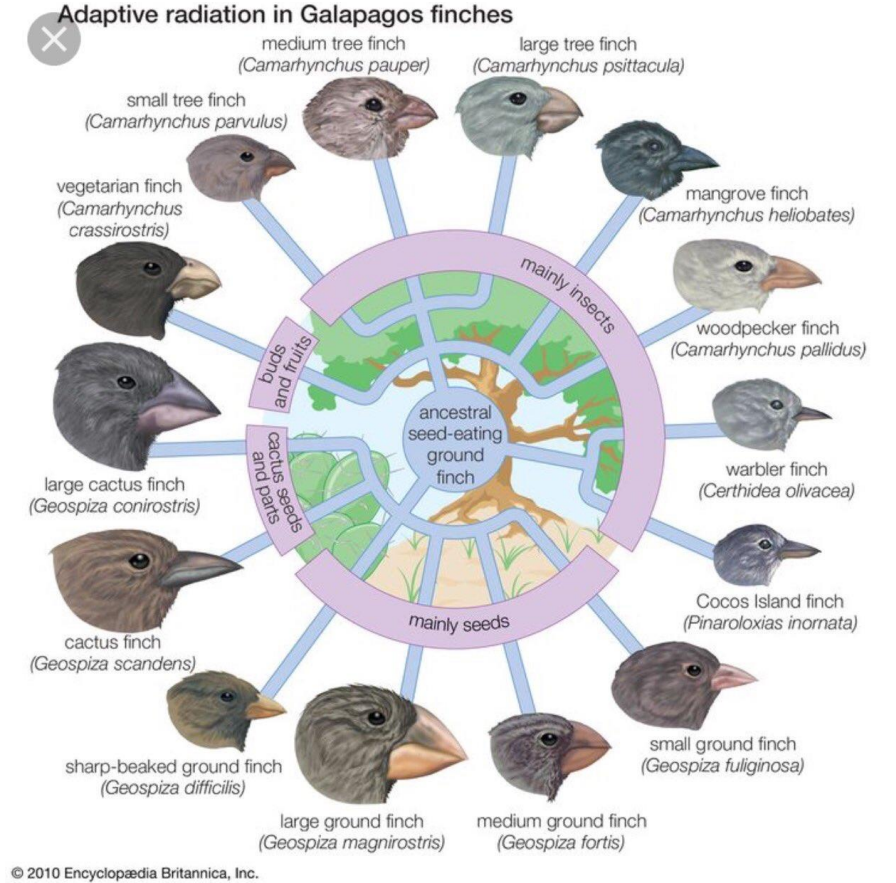 Adaptive radiation in Galapagos finches
medium tree finch
(Camarhynchus pauper)
large tree finch
(Camarhynchus psittacula)
small tree finch
(Camarhynchus parvulus)
mangrove finch
(Camarhynchus heliobates)
vegetarian finch
(Camarhynchus
crassirostris)
woodpecker finch
(Camarhynchus pallidus)
mainly insects
buds
and fruits
ancestral
seed-eating
ground
finch
warbler finch
(Certhidea olivacea)
large cactus finch
(Geospiza conirostris)
cactus seeds
and parts
Cocos Island finch
(Pinaroloxias inornata)
cactus finch
(Geospiza scandens)
mainly seeds
small ground finch
(Geospiza fuliginosa)
sharp-beaked ground finch
(Geospiza difficilis)
large ground finch
(Geospiza magnirostris)
medium ground finch
(Geospiza fortis)
© 2010 Encyclopædia Britannica, Inc.